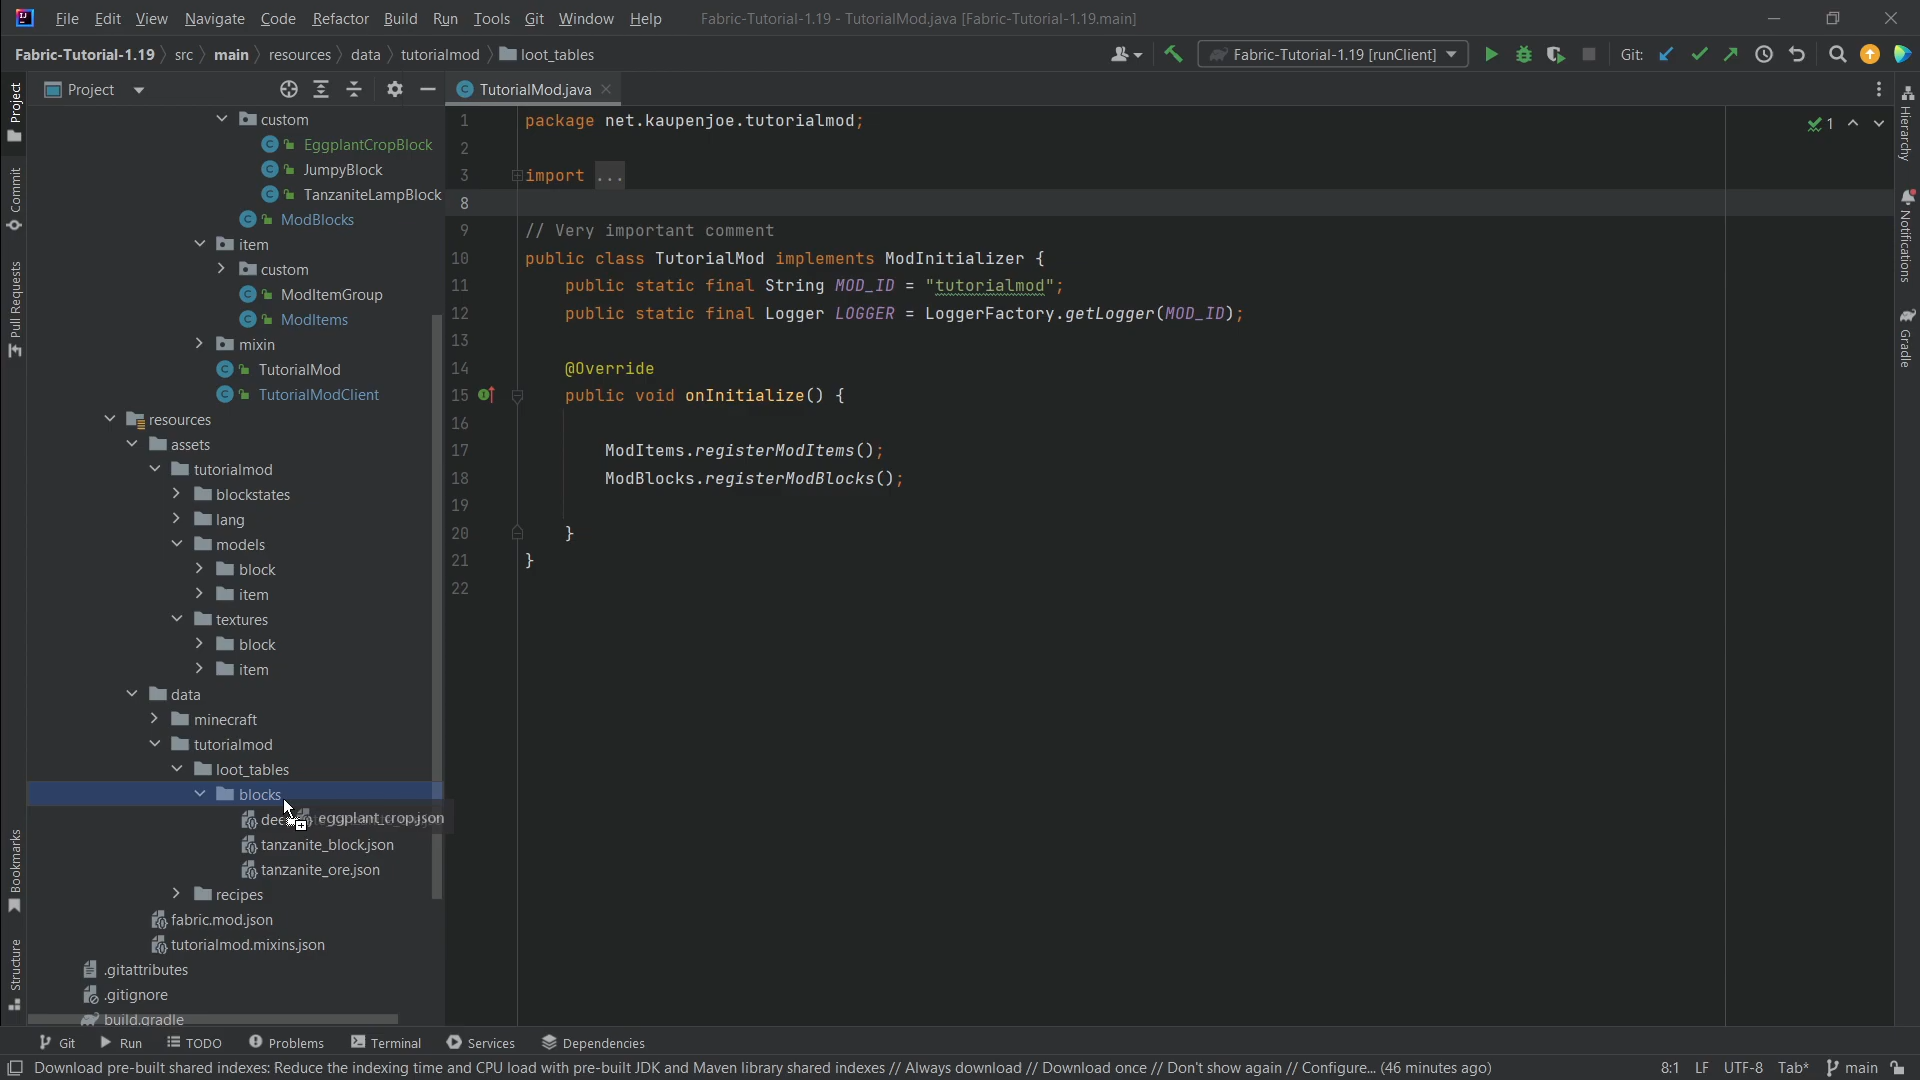 File Edit View Navigate Code Refactor Build Run Tools Git Window Help Fabric-Tutorial-1.19 - TutorialMod.java [Fabric-Tutorial-1.19.main]
Fabric-Tutorial-1.19 src main resources data tutorialmod loot_tables Fabric-Tutorial-1.19 [runClient] Git:
Project
TutorialMod.java
custom
EggplantCropBlock
JumpyBlock
TanzaniteLampBlock
ModBlocks
item
custom
ModItemGroup
ModItems
mixin
TutorialMod
TutorialModClient
resources
assets
tutorialmod
blockstates
lang
models
block
item
textures
block
item
data
minecraft
tutorialmod
loot_tables
blocks
eggplant_crop.json
tanzanite_block.json
tanzanite_ore.json
recipes
fabric.mod.json
tutorialmod.mixins.json
.gitattributes
.gitignore
build.gradle
1 package net.kaupenjoe.tutorialmod;
2
3 import ...
8
9 // Very important comment
10 public class TutorialMod implements ModInitializer {
11 public static final String MOD_ID = "tutorialmod";
12 public static final Logger LOGGER = LoggerFactory.getLogger(MOD_ID);
13
14 @Override
15 public void onInitialize() {
16
17 ModItems.registerModItems();
18 ModBlocks.registerModBlocks();
19
20 }
21 }
22
1
Project
Commit
Pull Requests
Bookmarks
Structure
Hierarchy
Notifications
Gradle
Git Run TODO Problems Terminal Services Dependencies
Download pre-built shared indexes: Reduce the indexing time and CPU load with pre-built JDK and Maven library shared indexes // Always download // Download once // Don't show again // Configure... (46 minutes ago) 8:1 LF UTF-8 Tab* main